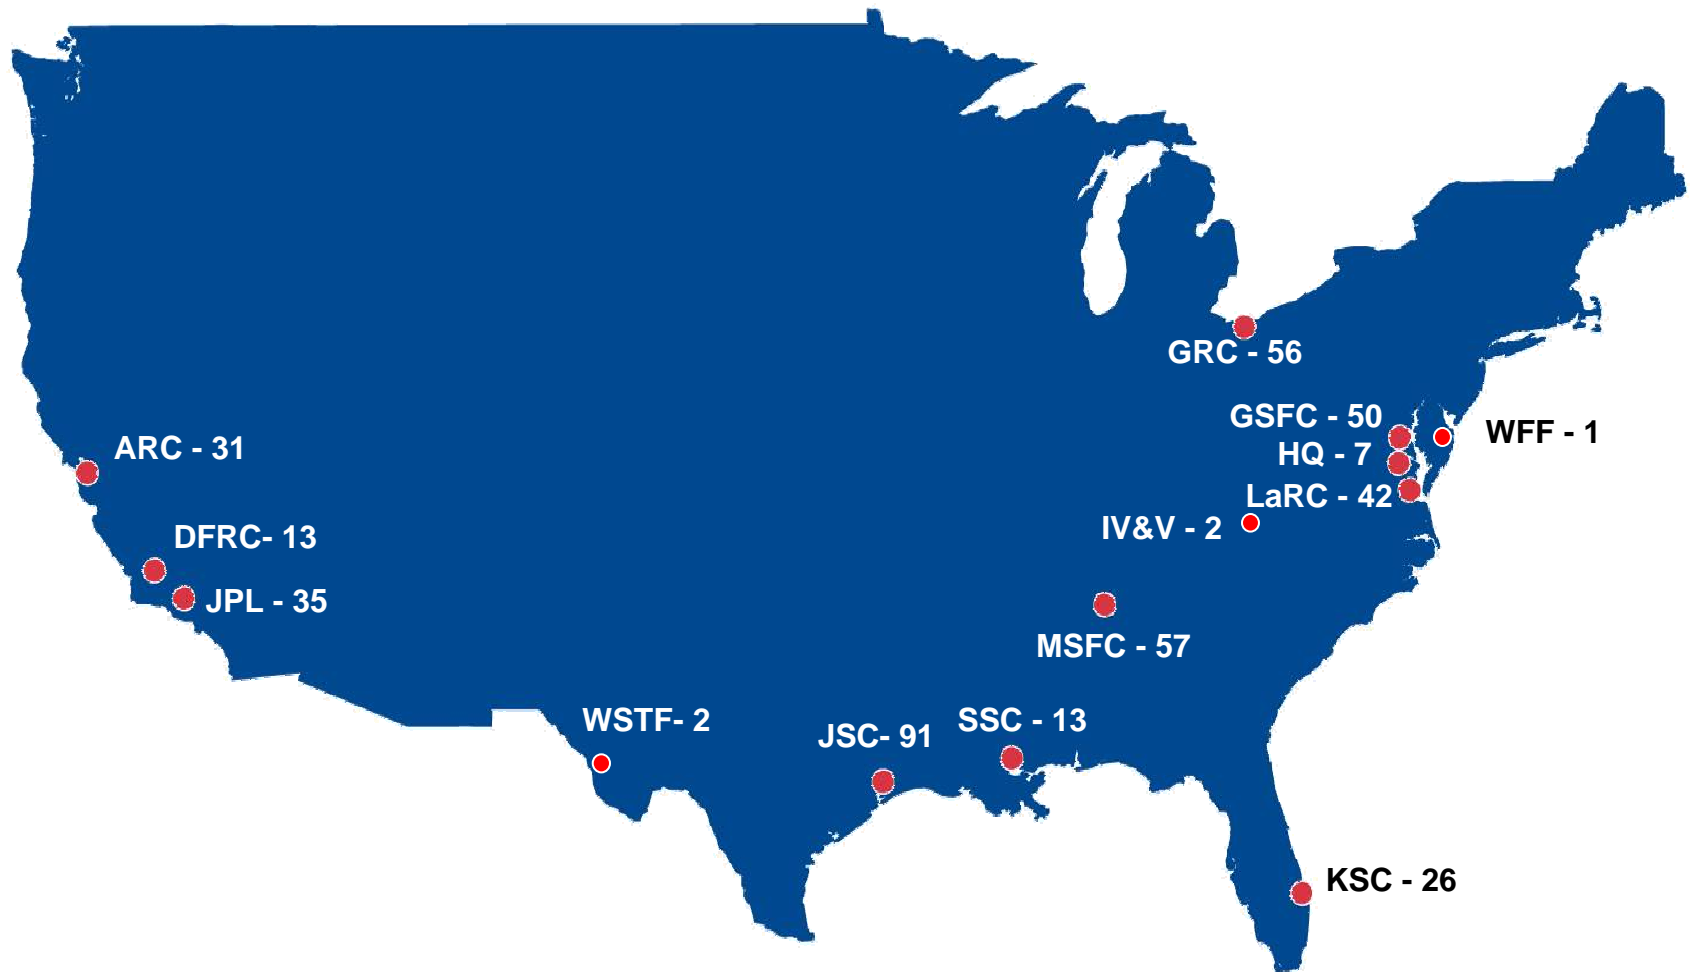 GRC - 56
GSFC - 50
WFF - 1
ARC - 31
HQ - 7
LaRC - 42
IV&V - 2
DFRC- 13
JPL - 35
MSFC - 57
WSTF- 2
JSC- 91
SSC - 13
KSC - 26